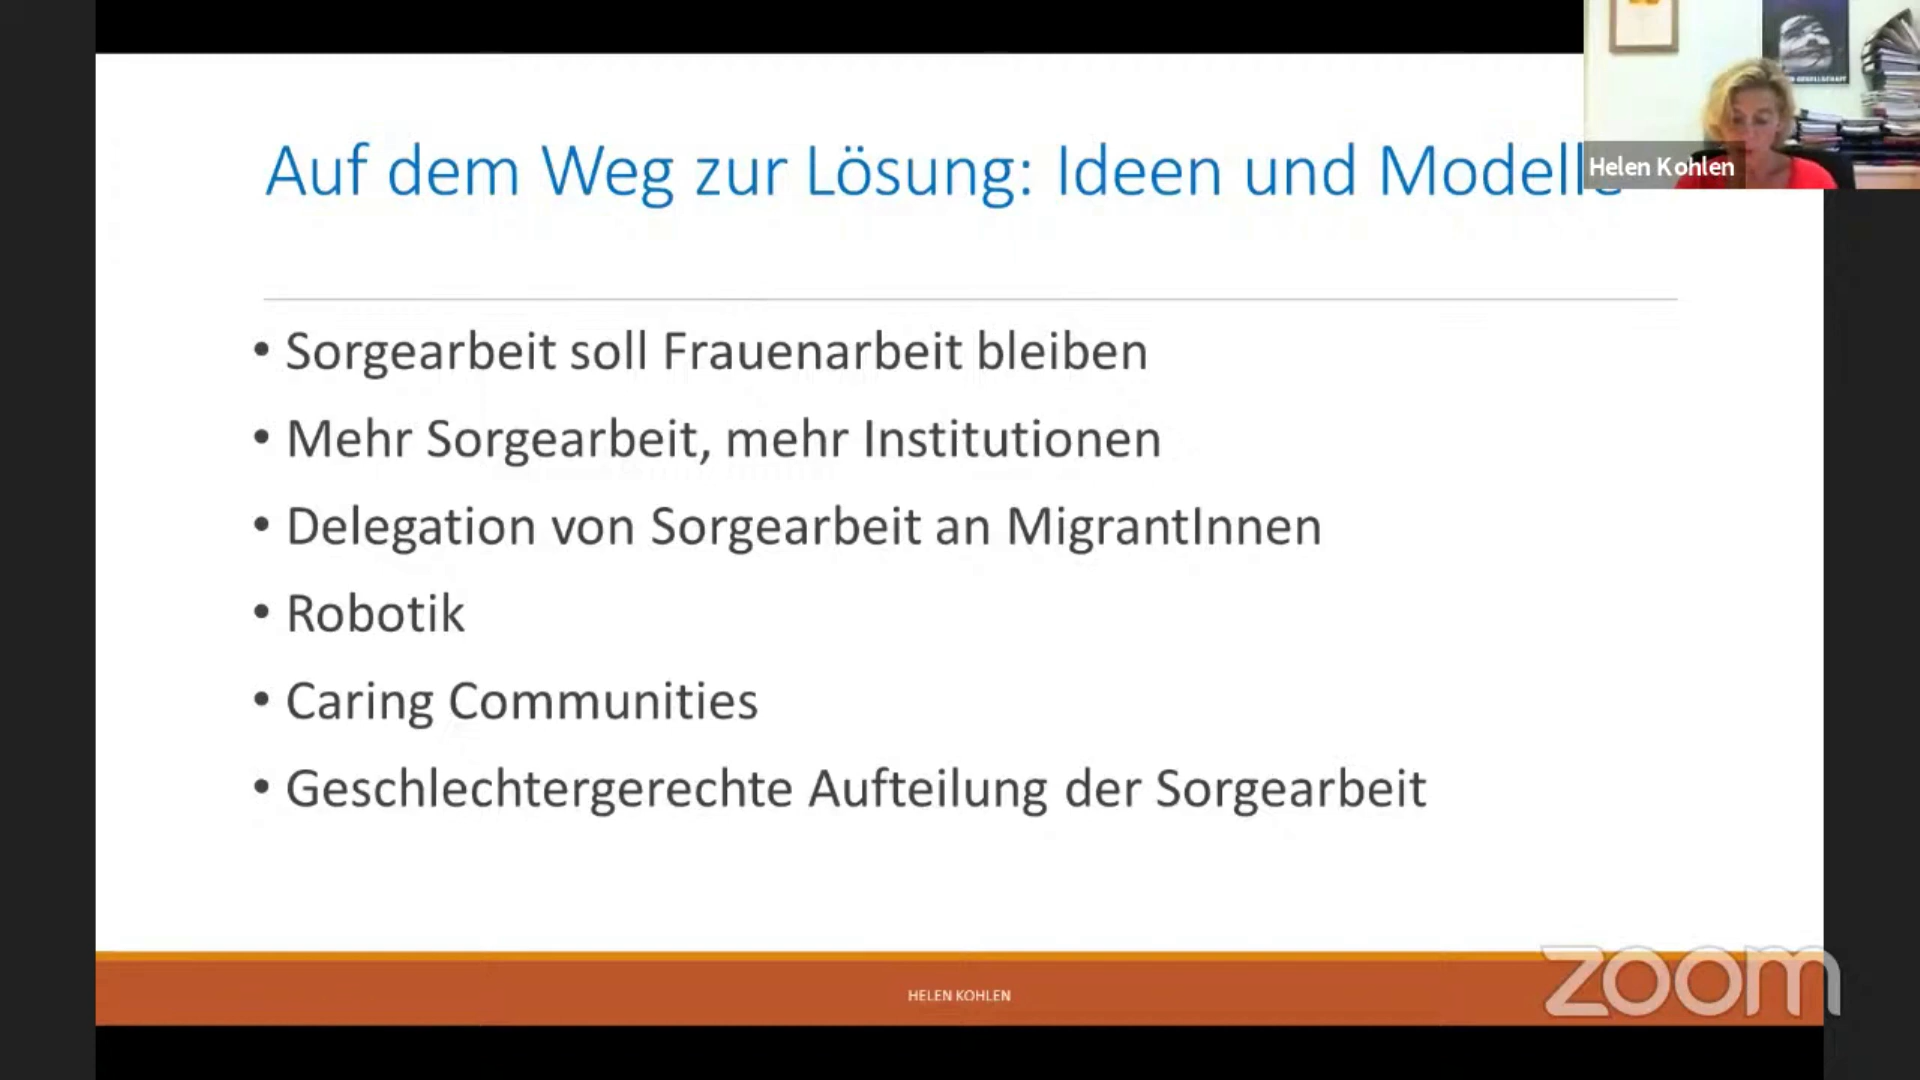 Auf dem Weg zur Lösung: Ideen und Modelle
Helen Kohlen
• Sorgearbeit soll Frauenarbeit bleiben
• Mehr Sorgearbeit, mehr Institutionen
• Delegation von Sorgearbeit an MigrantInnen
• Robotik
• Caring Communities
• Geschlechtergerechte Aufteilung der Sorgearbeit
HELEN KOHLEN
zoom